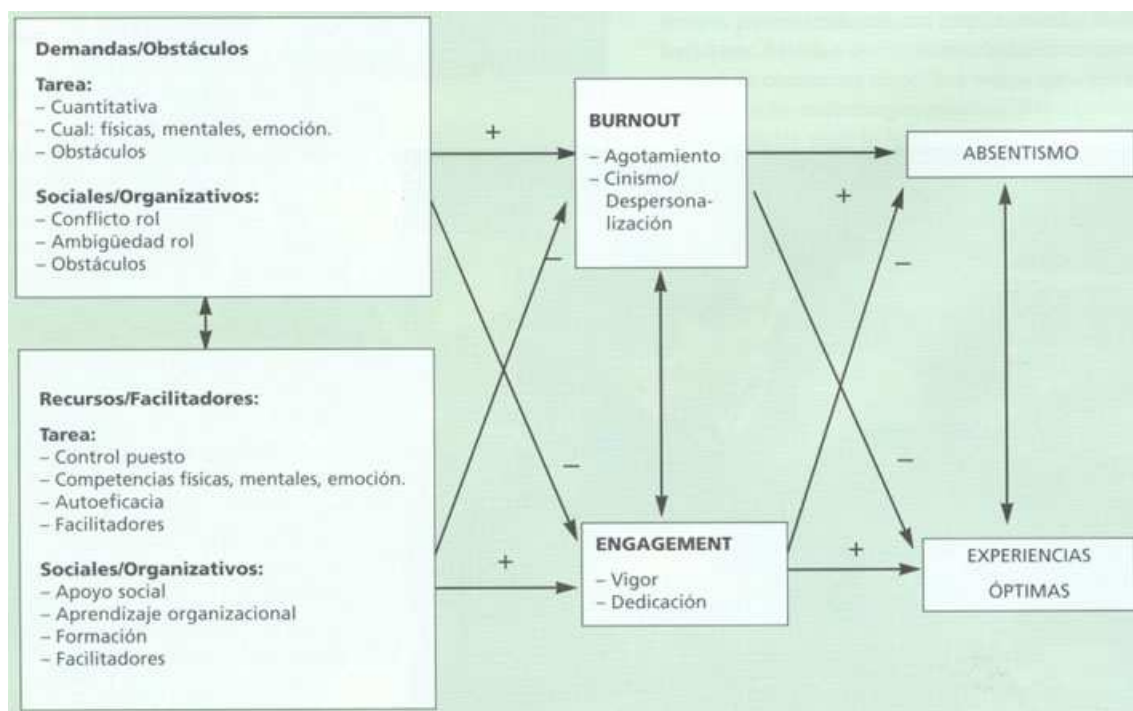 Demandas/Obstáculos
Tarea:
– Cuantitativa
– Cual: físicas, mentales, emoción.
– Obstáculos
Sociales/Organizativos:
– Conflicto rol
– Ambigüedad rol
– Obstáculos
Recursos/Facilitadores:
Tarea:
– Control puesto
– Competencias físicas, mentales, emoción.
– Autoeficacia
– Facilitadores
Sociales/Organizativos:
– Apoyo social
– Aprendizaje organizacional
– Formación
– Facilitadores
+
–
–
+
BURNOUT
– Agotamiento
– Cinismo/
Despersona-
lización
ENGAGEMENT
– Vigor
– Dedicación
+
–
–
+
ABSENTISMO
EXPERIENCIAS
ÓPTIMAS